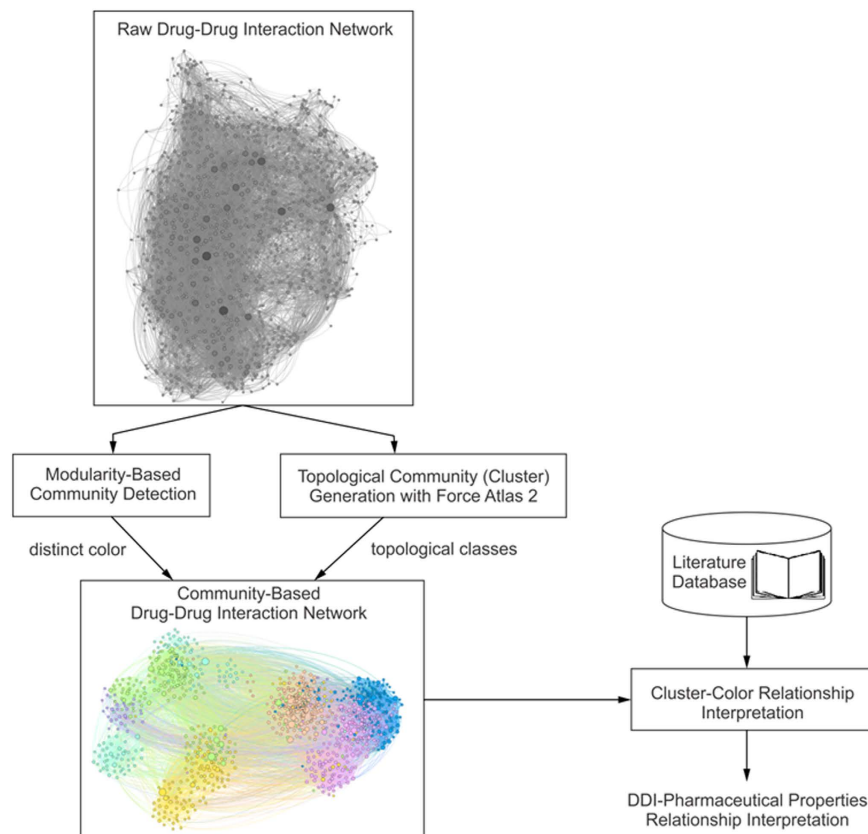 Raw Drug-Drug Interaction Network
Modularity-Based
Community Detection
Topological Community (Cluster)
Generation with Force Atlas 2
distinct color
topological classes
Community-Based
Drug-Drug Interaction Network
Literature
Database
Cluster-Color Relationship
Interpretation
DDI-Pharmaceutical Properties
Relationship Interpretation